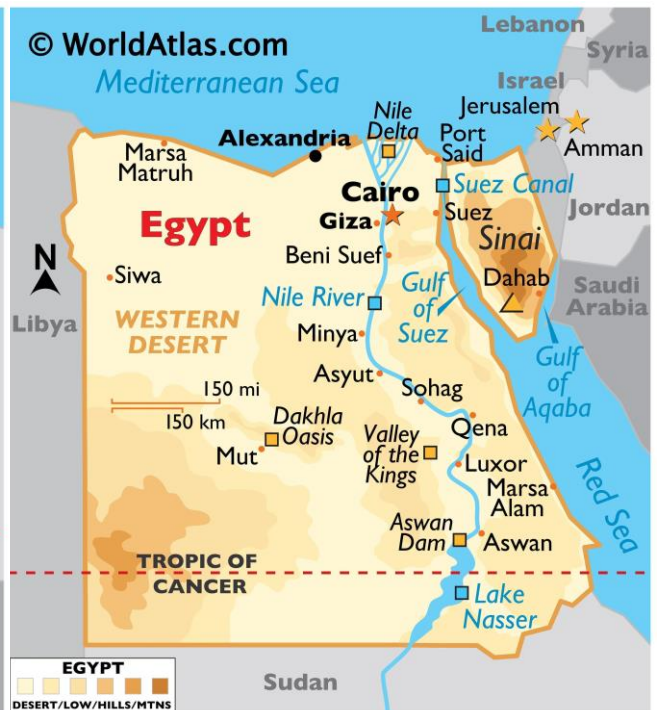 © WorldAtlas.com
Mediterranean Sea
Lebanon
Syria
Israel
Jerusalem
Amman
Jordan
Saudi
Arabia
Nile
Delta
Port
Said
Alexandria
Marsa
Matruh
Suez Canal
Cairo
Giza
Suez
Egypt
Sinai
Beni Suef
Dahab
N
Siwa
Nile River
Gulf
of
Suez
Libya
WESTERN
DESERT
Minya
Gulf
of
Aqaba
Asyut
150 mi
150 km
Sohag
Dakhla
Oasis
Qena
Mut
Valley
of the
Kings
Luxor
Marsa
Alam
Red Sea
Aswan
Dam
Aswan
TROPIC OF
CANCER
Lake
Nasser
Sudan
EGYPT
DESERT/LOW/HILLS/MTNS